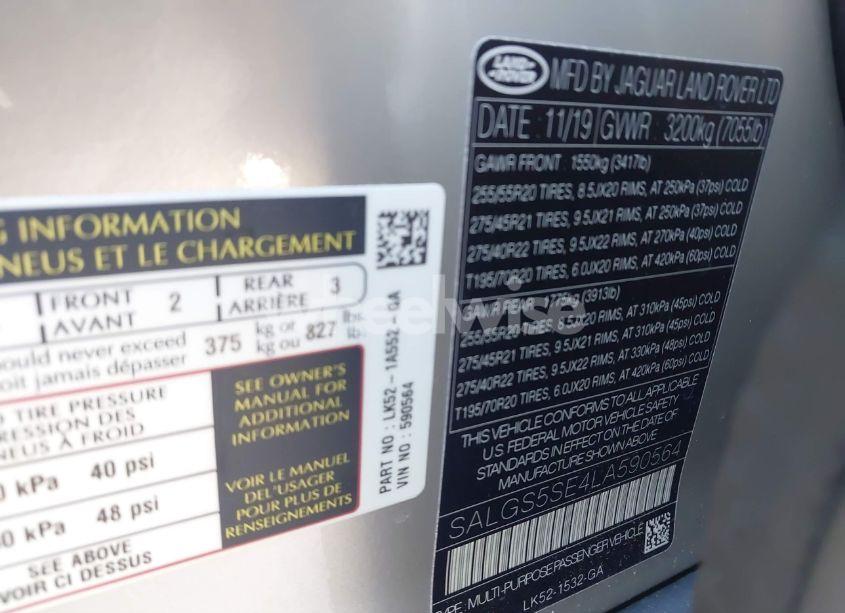 G INFORMATION
NEUS ET LE CHARGEMENT
FRONT 2 REAR 3
AVANT ARRIÈRE
ould never exceed 375 kg or 827 lbs.
oit jamais dépasser kg ou
TIRE PRESSURE
RESSION DES
NEUS À FROID
0 kPa 40 psi
0 kPa 48 psi
SEE ABOVE
VOIR CI DESSUS
SEE OWNER'S
MANUAL FOR
ADDITIONAL
INFORMATION
VOIR LE MANUEL
DEL'USAGER
POUR PLUS DE
RENSEIGNEMENTS
PART NO : LK52 - 1A552 - GA
VIN NO : 590564
LAND ROVER
MFD BY JAGUAR LAND ROVER LTD
DATE : 11/19 GVWR : 3200kg (7055lb)
GAWR FRONT : 1550kg (3417lb)
255/55R20 TIRES, 8.5JX20 RIMS, AT 250kPa (37psi) COLD
275/45R21 TIRES, 9.5JX21 RIMS, AT 250kPa (37psi) COLD
275/40R22 TIRES, 9.5JX22 RIMS, AT 270kPa (40psi) COLD
T195/70R20 TIRES, 6.0JX20 RIMS, AT 420kPa (60psi) COLD
GAWR REAR : 1775kg (3913lb)
255/55R20 TIRES, 8.5JX20 RIMS, AT 310kPa (45psi) COLD
275/45R21 TIRES, 9.5JX21 RIMS, AT 310kPa (45psi) COLD
275/40R22 TIRES, 9.5JX22 RIMS, AT 330kPa (48psi) COLD
T195/70R20 TIRES, 6.0JX20 RIMS, AT 420kPa (60psi) COLD
THIS VEHICLE CONFORMS TO ALL APPLICABLE
U.S. FEDERAL MOTOR VEHICLE SAFETY
STANDARDS IN EFFECT ON THE DATE OF
MANUFACTURE SHOWN ABOVE.
SALGS5SE4LA590564
TYPE: MULTI-PURPOSE PASSENGER VEHICLE
LK52-1532-GA
wheelwise